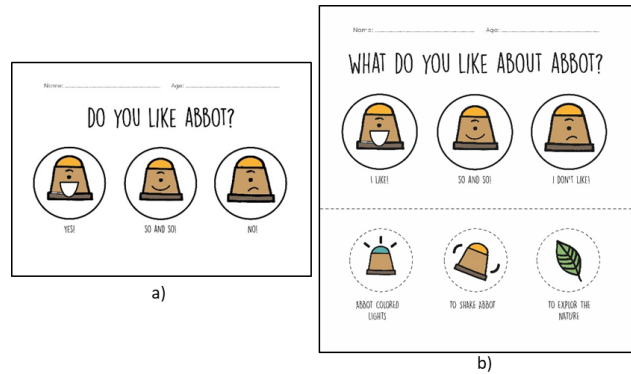 Name: Age:
DO YOU LIKE ABBOT?
YES! SO AND SO! NO!
a)
Name: Age:
WHAT DO YOU LIKE ABOUT ABBOT?
I LIKE! SO AND SO! I DON'T LIKE!
ABBOT COLORED TO SHAKE ABBOT TO EXPLOR THE
LIGHTS NATURE
b)